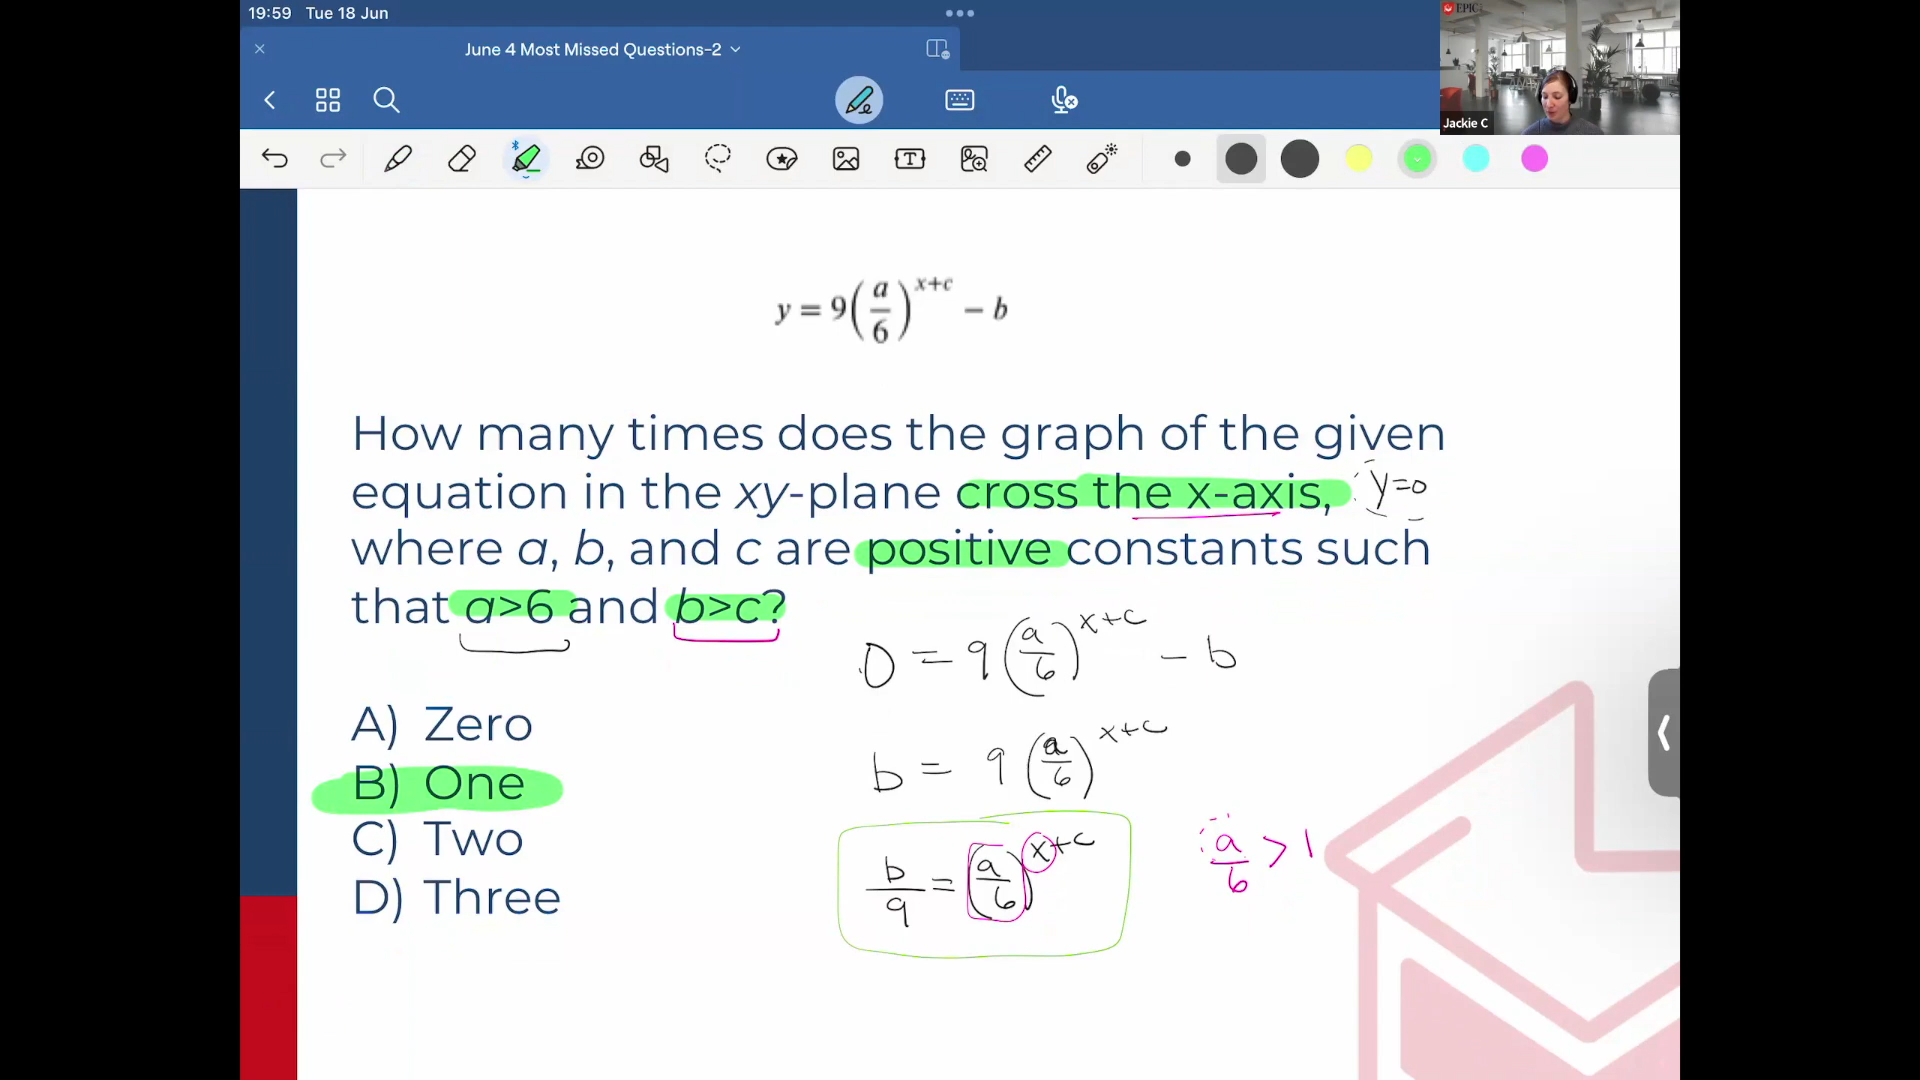 19:59 Tue 18 Jun
June 4 Most Missed Questions-2
EPIC
Jackie C
y = 9(a/6)^{x+c} − b
How many times does the graph of the given
equation in the xy-plane cross the x-axis, y=0
where a, b, and c are positive constants such
that a>6 and b>c?
0 = 9(a/6)^{x+c} − b
A) Zero
b = 9(a/6)^{x+c}
B) One
C) Two
b/9 = (a/6)^{x+c}
a/6 > 1
D) Three